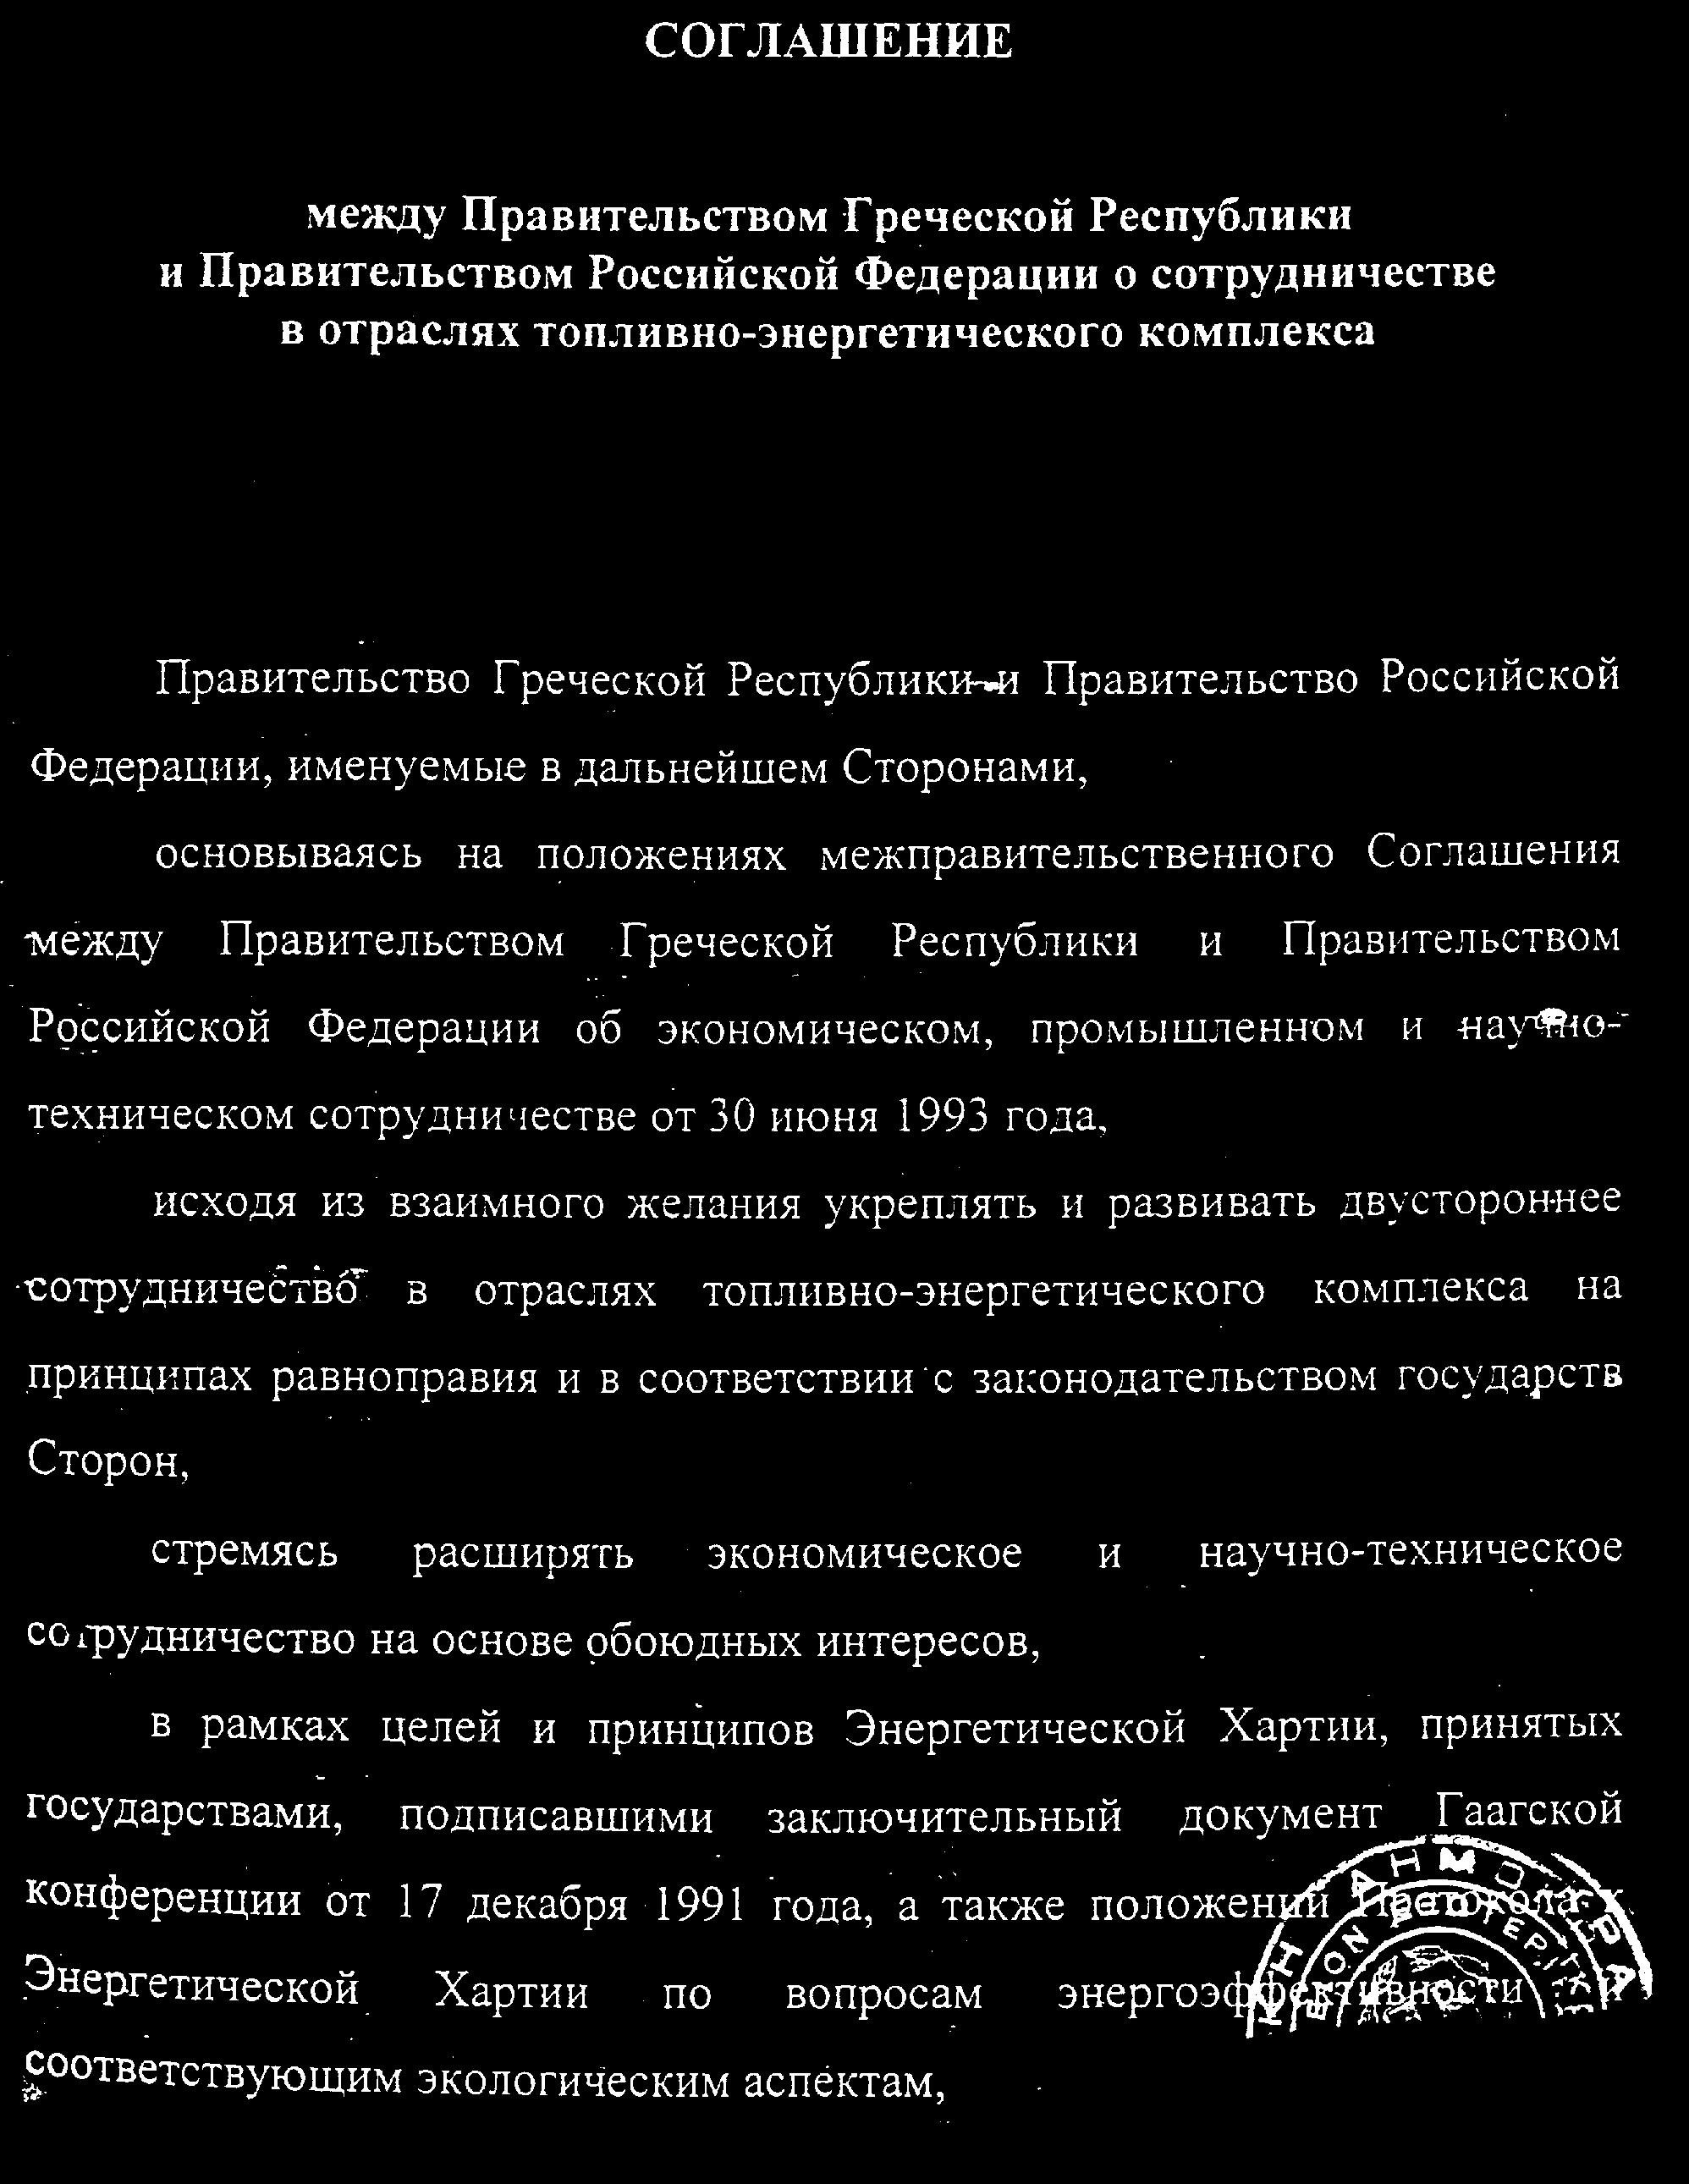 СОГЛАШЕНИЕ
между Правительством Греческой Республики
и Правительством Российской Федерации о сотрудничестве
в отраслях топливно-энергетического комплекса
Правительство Греческой Республики и Правительство Российской
Федерации, именуемые в дальнейшем Сторонами,
основываясь на положениях межправительственного Соглашения
между Правительством Греческой Республики и Правительством
Российской Федерации об экономическом, промышленном и научно-
техническом сотрудничестве от 30 июня 1993 года,
исходя из взаимного желания укреплять и развивать двустороннее
сотрудничество в отраслях топливно-энергетического комплекса на
принципах равноправия и в соответствии с законодательством государств
Сторон,
стремясь расширять экономическое и научно-техническое
сотрудничество на основе обоюдных интересов,
в рамках целей и принципов Энергетической Хартии, принятых
государствами, подписавшими заключительный документ Гаагской
конференции от 17 декабря 1991 года, а также положений Протокола к
Энергетической Хартии по вопросам энергоэффективности и
соответствующим экологическим аспектам,